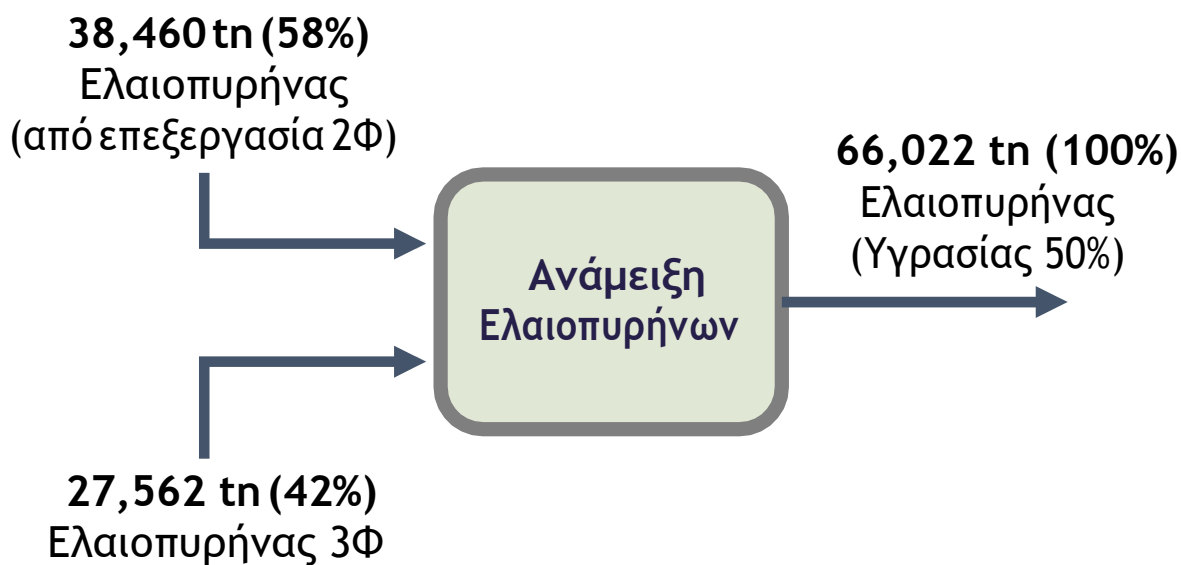 38,460 tn (58%)
Ελαιοπυρήνας
(από επεξεργασία 2Φ)
66,022 tn (100%)
Ελαιοπυρήνας
(Υγρασίας 50%)
Ανάμειξη
Ελαιοπυρήνων
27,562 tn (42%)
Ελαιοπυρήνας 3Φ